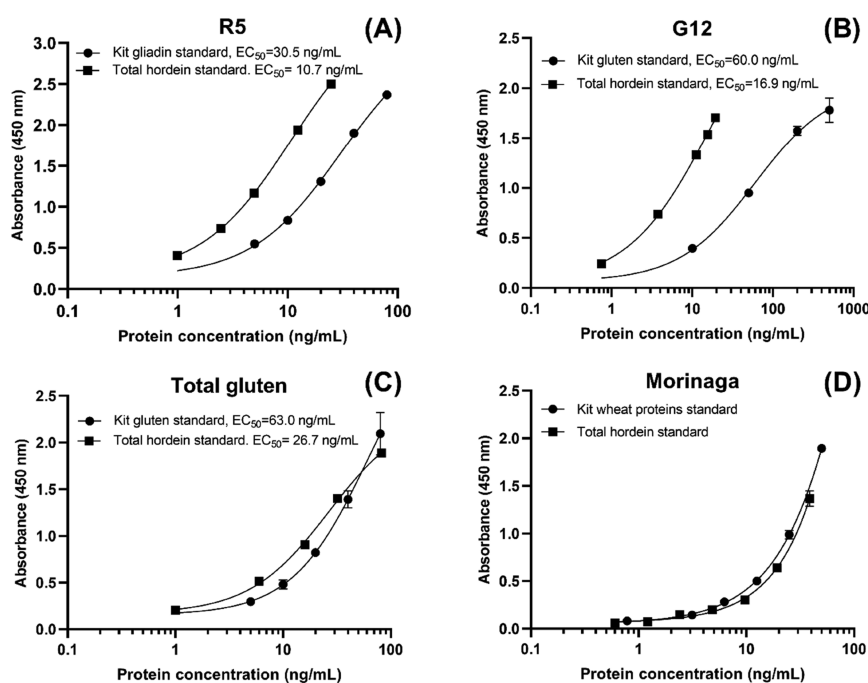 R5
(A)
Kit gliadin standard, EC50=30.5 ng/mL
Total hordein standard. EC50= 10.7 ng/mL
Absorbance (450 nm)
3.0
2.5
2.0
1.5
1.0
0.5
0.0
0.1 1 10 100
Protein concentration (ng/mL)
G12
(B)
Kit gluten standard, EC50=60.0 ng/mL
Total hordein standard, EC50=16.9 ng/mL
Absorbance (450 nm)
2.5
2.0
1.5
1.0
0.5
0.0
0.1 1 10 100 1000
Protein concentration (ng/mL)
Total gluten
(C)
Kit gluten standard, EC50=63.0 ng/mL
Total hordein standard. EC50= 26.7 ng/mL
Absorbance (450 nm)
2.5
2.0
1.5
1.0
0.5
0.0
0.1 1 10 100
Protein concentration (ng/mL)
Morinaga
(D)
Kit wheat proteins standard
Total hordein standard
Absorbance (450 nm)
2.5
2.0
1.5
1.0
0.5
0.0
0.1 1 10 100
Protein concentration (ng/mL)